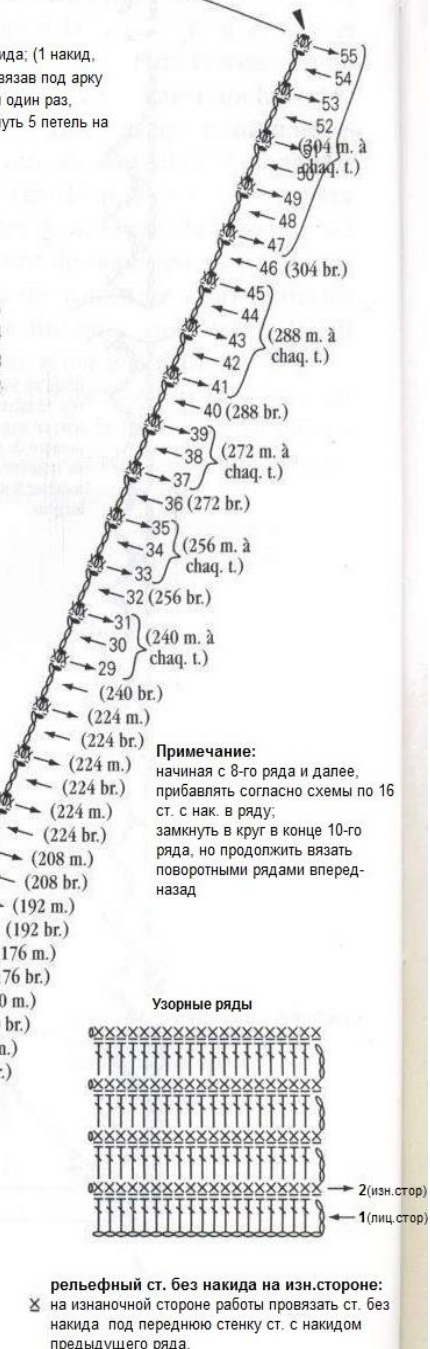 ида; (1 накид,
вязав под арку
один раз,
нуть 5 петель на
55
54
53
52
51
(304 m. à
chaq. t.)
50
49
48
47
46 (304 br.)
45
44
43
42
41
(288 m. à
chaq. t.)
40 (288 br.)
39
38
37
(272 m. à
chaq. t.)
36 (272 br.)
35
34
33
(256 m. à
chaq. t.)
32 (256 br.)
31
30
29
(240 m. à
chaq. t.)
(240 br.)
(224 m.)
(224 br.)
(224 m.)
(224 br.)
(224 m.)
(224 br.)
(208 m.)
(208 br.)
(192 m.)
(192 br.)
176 m.)
76 br.)
0 m.)
br.)
m.)
.)
Примечание:
начиная с 8-го ряда и далее,
прибавлять согласно схемы по 16
ст. с нак. в ряду;
замкнуть в круг в конце 10-го
ряда, но продолжить вязать
поворотными рядами вперед-
назад
Узорные ряды
2(изн.стор)
1(лиц.стор)
рельефный ст. без накида на изн.стороне:
на изнаночной стороне работы провязать ст. без
накида под переднюю стенку ст. с накидом
предыдущего ряда.